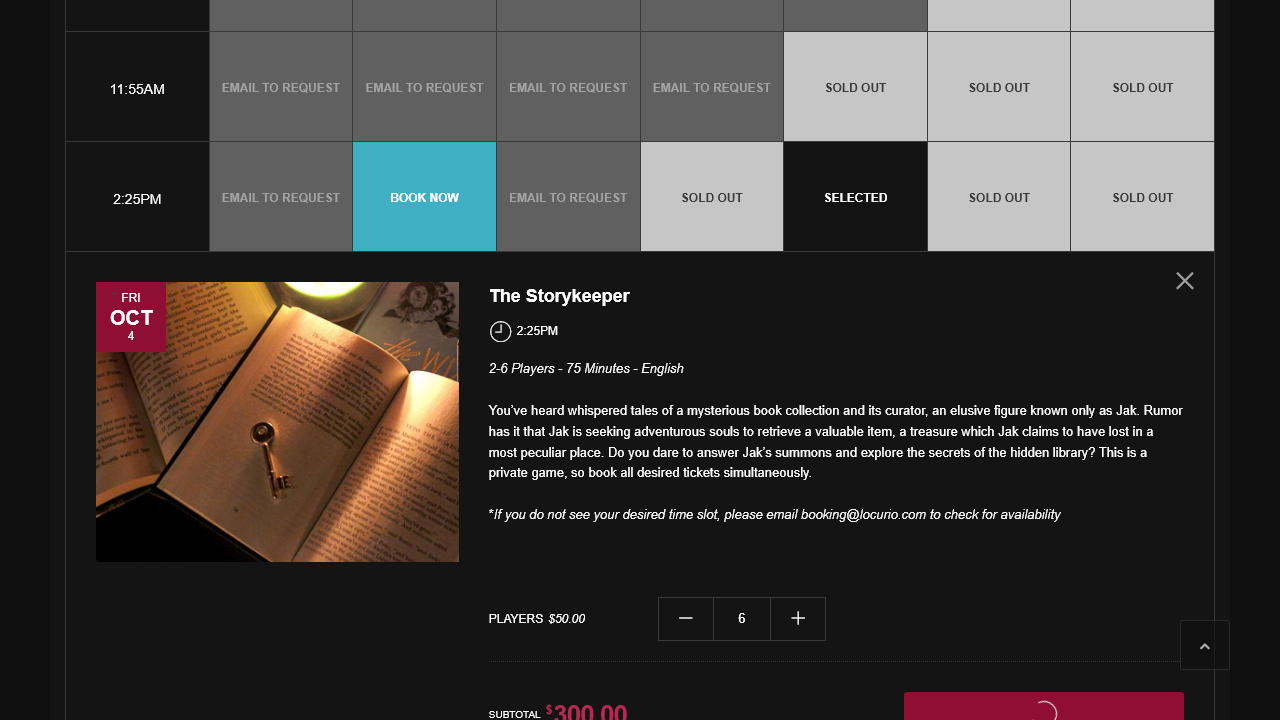 11:55AM EMAIL TO REQUEST EMAIL TO REQUEST EMAIL TO REQUEST EMAIL TO REQUEST SOLD OUT SOLD OUT SOLD OUT
2:25PM EMAIL TO REQUEST BOOK NOW EMAIL TO REQUEST SOLD OUT SELECTED SOLD OUT SOLD OUT
FRI
OCT
4
The Storykeeper
2:25PM
2-6 Players - 75 Minutes - English
You've heard whispered tales of a mysterious book collection and its curator, an elusive figure known only as Jak. Rumor
has it that Jak is seeking adventurous souls to retrieve a valuable item, a treasure which Jak claims to have lost in a
most peculiar place. Do you dare to answer Jak's summons and explore the secrets of the hidden library? This is a
private game, so book all desired tickets simultaneously.
*If you do not see your desired time slot, please email booking@locurio.com to check for availability
PLAYERS $50.00 6
SUBTOTAL $300.00